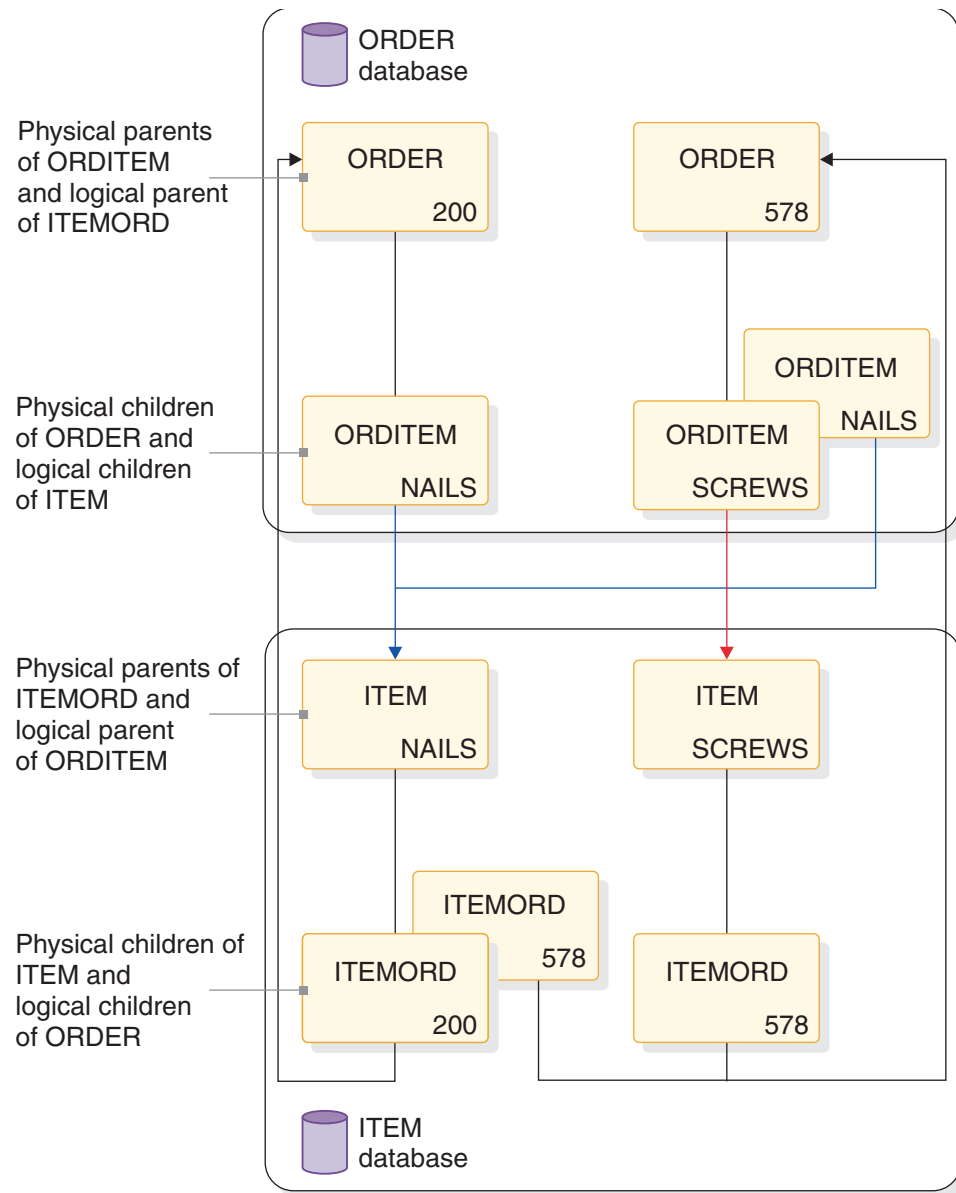 ORDER
database
Physical parents
of ORDITEM
and logical parent
of ITEMORD
ORDER
200
ORDER
578
Physical children
of ORDER and
logical children
of ITEM
ORDITEM
NAILS
ORDITEM
SCREWS
ORDITEM
NAILS
Physical parents of
ITEMORD and
logical parent
of ORDITEM
ITEM
NAILS
ITEM
SCREWS
Physical children of
ITEM and
logical children
of ORDER
ITEMORD
200
ITEMORD
578
ITEMORD
578
ITEM
database